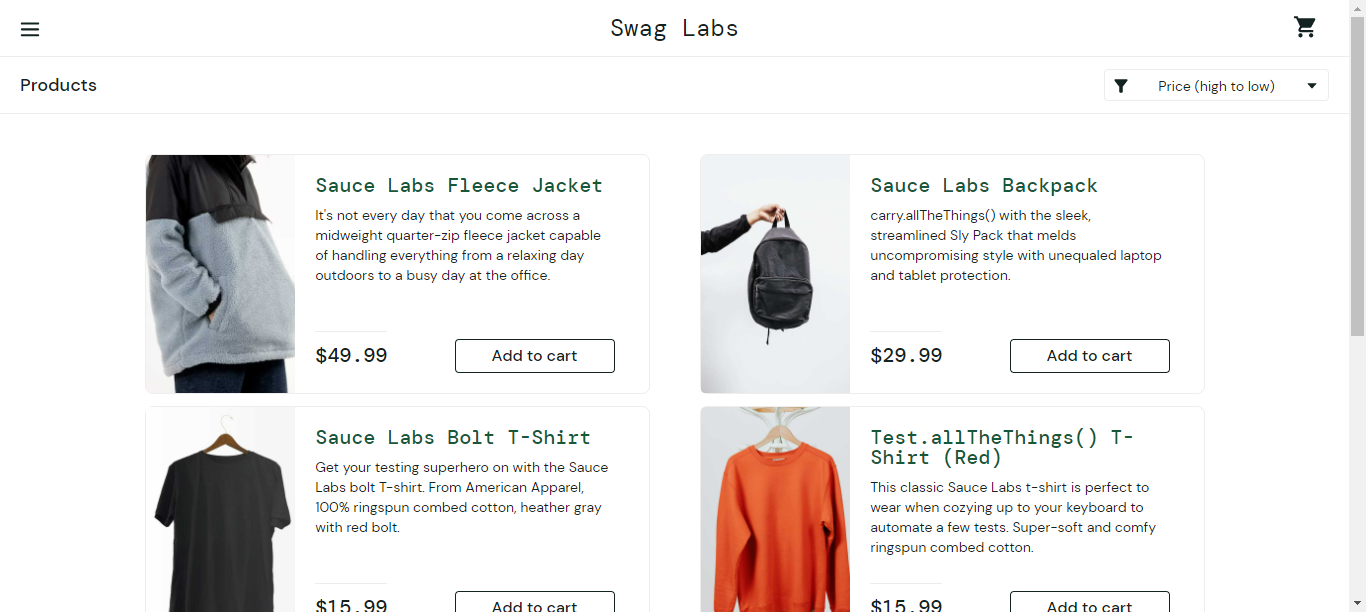 Swag Labs
Products
Price (high to low)
Sauce Labs Fleece Jacket
It's not every day that you come across a
midweight quarter-zip fleece jacket capable
of handling everything from a relaxing day
outdoors to a busy day at the office.
$49.99
Add to cart
Sauce Labs Backpack
carry.allTheThings() with the sleek,
streamlined Sly Pack that melds
uncompromising style with unequaled laptop
and tablet protection.
$29.99
Add to cart
Sauce Labs Bolt T-Shirt
Get your testing superhero on with the Sauce
Labs bolt T-shirt. From American Apparel,
100% ringspun combed cotton, heather gray
with red bolt.
$15.99
Add to cart
Test.allTheThings() T-
Shirt (Red)
This classic Sauce Labs t-shirt is perfect to
wear when cozying up to your keyboard to
automate a few tests. Super-soft and comfy
ringspun combed cotton.
$15.99
Add to cart